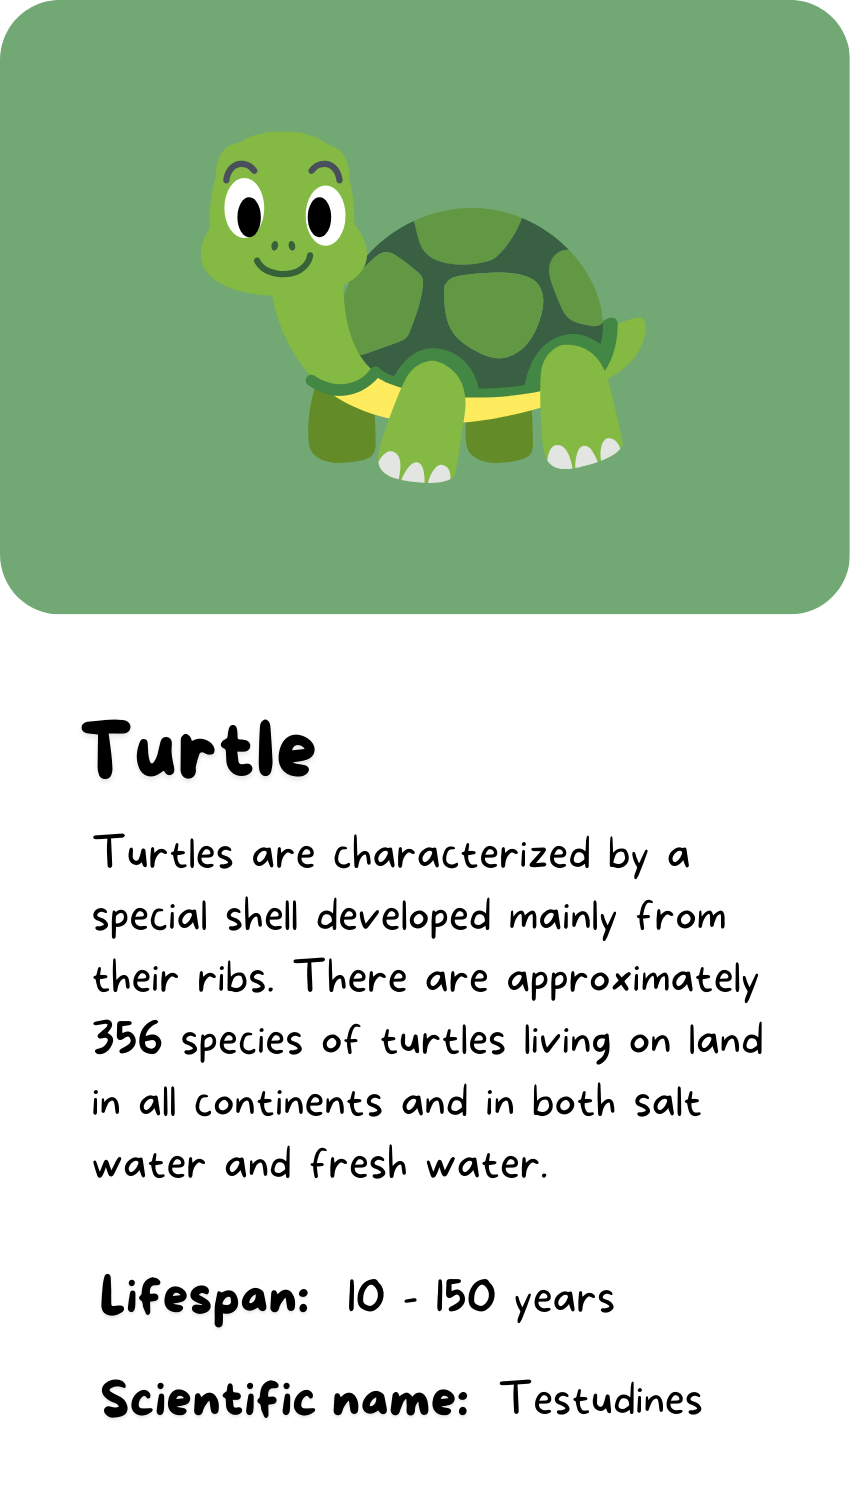 Turtle
Turtles are characterized by a
special shell developed mainly from
their ribs. There are approximately
356 species of turtles living on land
in all continents and in both salt
water and fresh water.
Lifespan: 10 - 150 years
Scientific name: Testudines